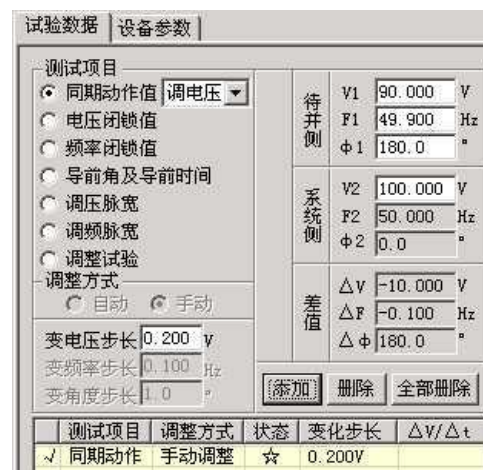 试验数据 设备参数
测试项目
同期动作值 调电压
电压闭锁值
频率闭锁值
导前角及导前时间
调压脉宽
调频脉宽
调整试验
调整方式
自动 手动
变电压步长 0.200 V
变频率步长 0.100 Hz
变角度步长 1.0 °
待并侧
V1 90.000 V
F1 49.900 Hz
φ1 180.0 °
系统侧
V2 100.000 V
F2 50.000 Hz
φ2 0.0 °
差值
△V -10.000 V
△F -0.100 Hz
△φ 180.0 °
添加 删除 全部删除
测试项目 调整方式 状态 变化步长 △V/△t
√ 同期动作 手动调整 ☆ 0.200V